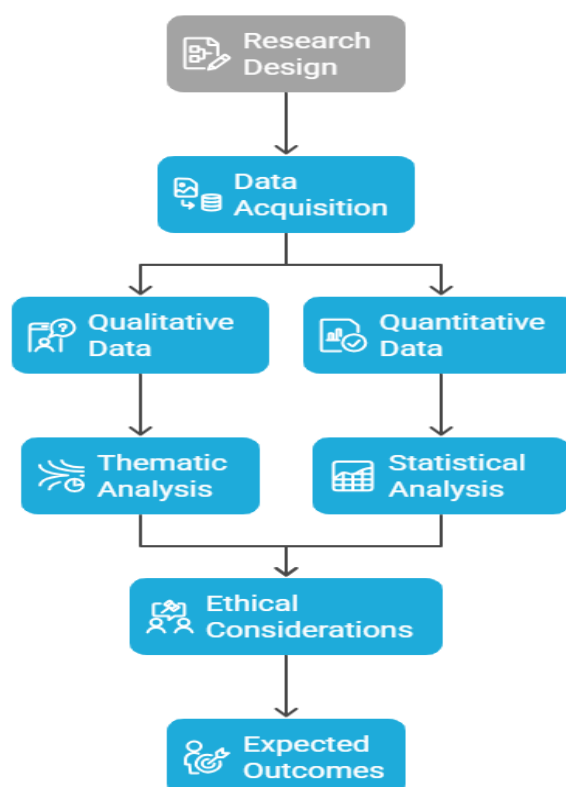 Research
Design
Data
Acquisition
Qualitative
Data
Quantitative
Data
Thematic
Analysis
Statistical
Analysis
Ethical
Considerations
Expected
Outcomes